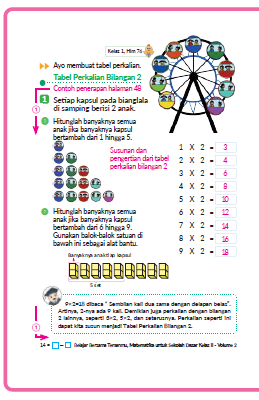 Kelas 1, Hlm 76
Ayo membuat tabel perkalian.
Tabel Perkalian Bilangan 2
Contoh penerapan halaman 48
1 Setiap kapsul pada bianglala
di samping berisi 2 anak.
1
1 Hitunglah banyaknya semua
anak jika banyaknya kapsul
bertambah dari 1 hingga 5.
Susunan dan
pengertian dari tabel
perkalian bilangan 2
1 X 2 = 3
2 X 2 = 4
3 X 2 = 6
4 X 2 = 8
5 X 2 = 10
6 X 2 = 12
7 X 2 = 14
8 X 2 = 16
9 X 2 = 18
2 Hitunglah banyaknya semua
anak jika banyaknya kapsul
bertambah dari 6 hingga 9.
Gunakan balok-balok satuan di
bawah ini sebagai alat bantu.
Banyaknya anak tiap kapsul
9×2=18 dibaca " Sembilan kali dua sama dengan delapan belas".
Artinya, 2-nya ada 9 kali. Demikian juga perkalian dengan bilangan
2 lainnya, seperti 8×2, 5×2, dan seterusnya. Perkalian seperti ini
dapat kita susun menjadi Tabel Perkalian Bilangan 2.
1
14 = □ - □ Belajar Bersama Temanmu, Matematika untuk Sekolah Dasar Kelas II - Volume 2